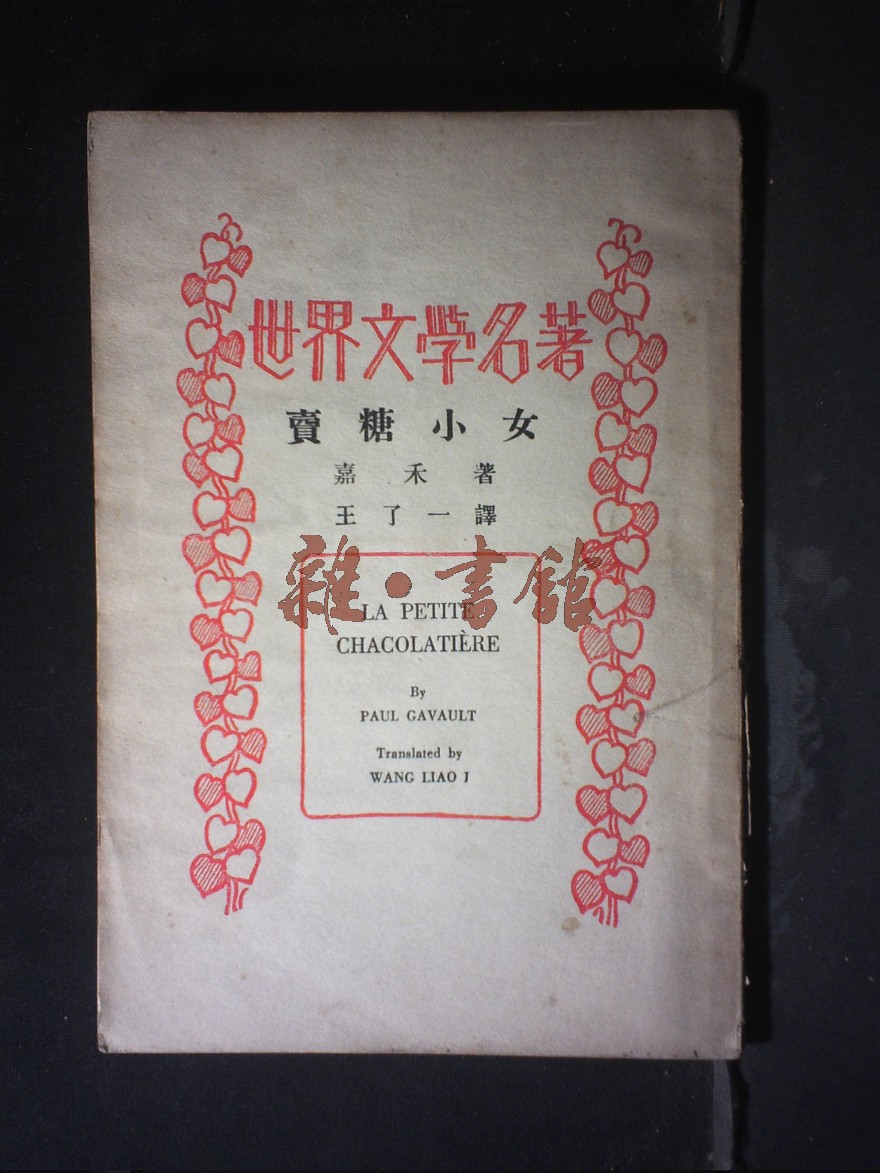 世界文學名著
賣糖小女
嘉禾著
王了一譯
雜·書館
LA PETITE
CHACOLATIÈRE
By
PAUL GAVAULT
Translated by
WANG LIAO I